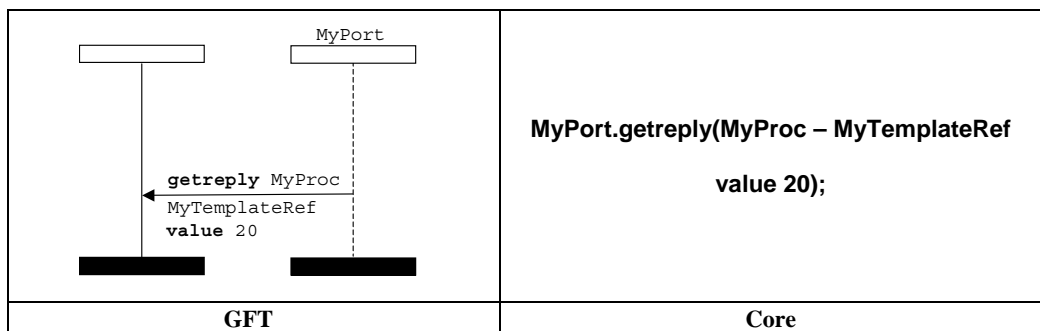 MyPort
getreply MyProc
MyTemplateRef
value 20
MyPort.getreply(MyProc – MyTemplateRef
value 20);
GFT
Core